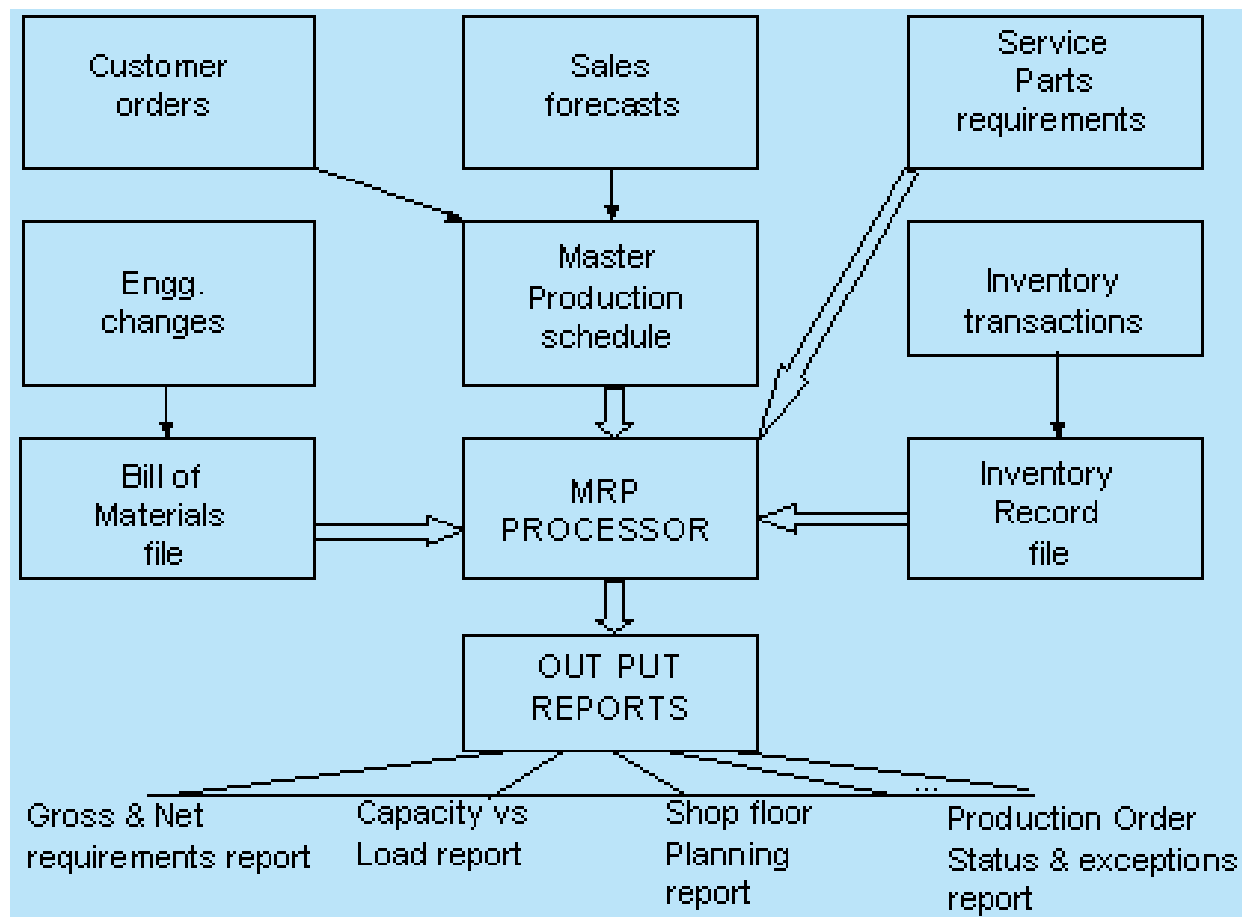 Customer
orders
Sales
forecasts
Service
Parts
requirements
Engg.
changes
Master
Production
schedule
Inventory
transactions
Bill of
Materials
file
MRP
PROCESSOR
Inventory
Record
file
OUT PUT
REPORTS
...
Gross & Net
requirements report
Capacity vs
Load report
Shop floor
Planning
report
Production Order
Status & exceptions
report